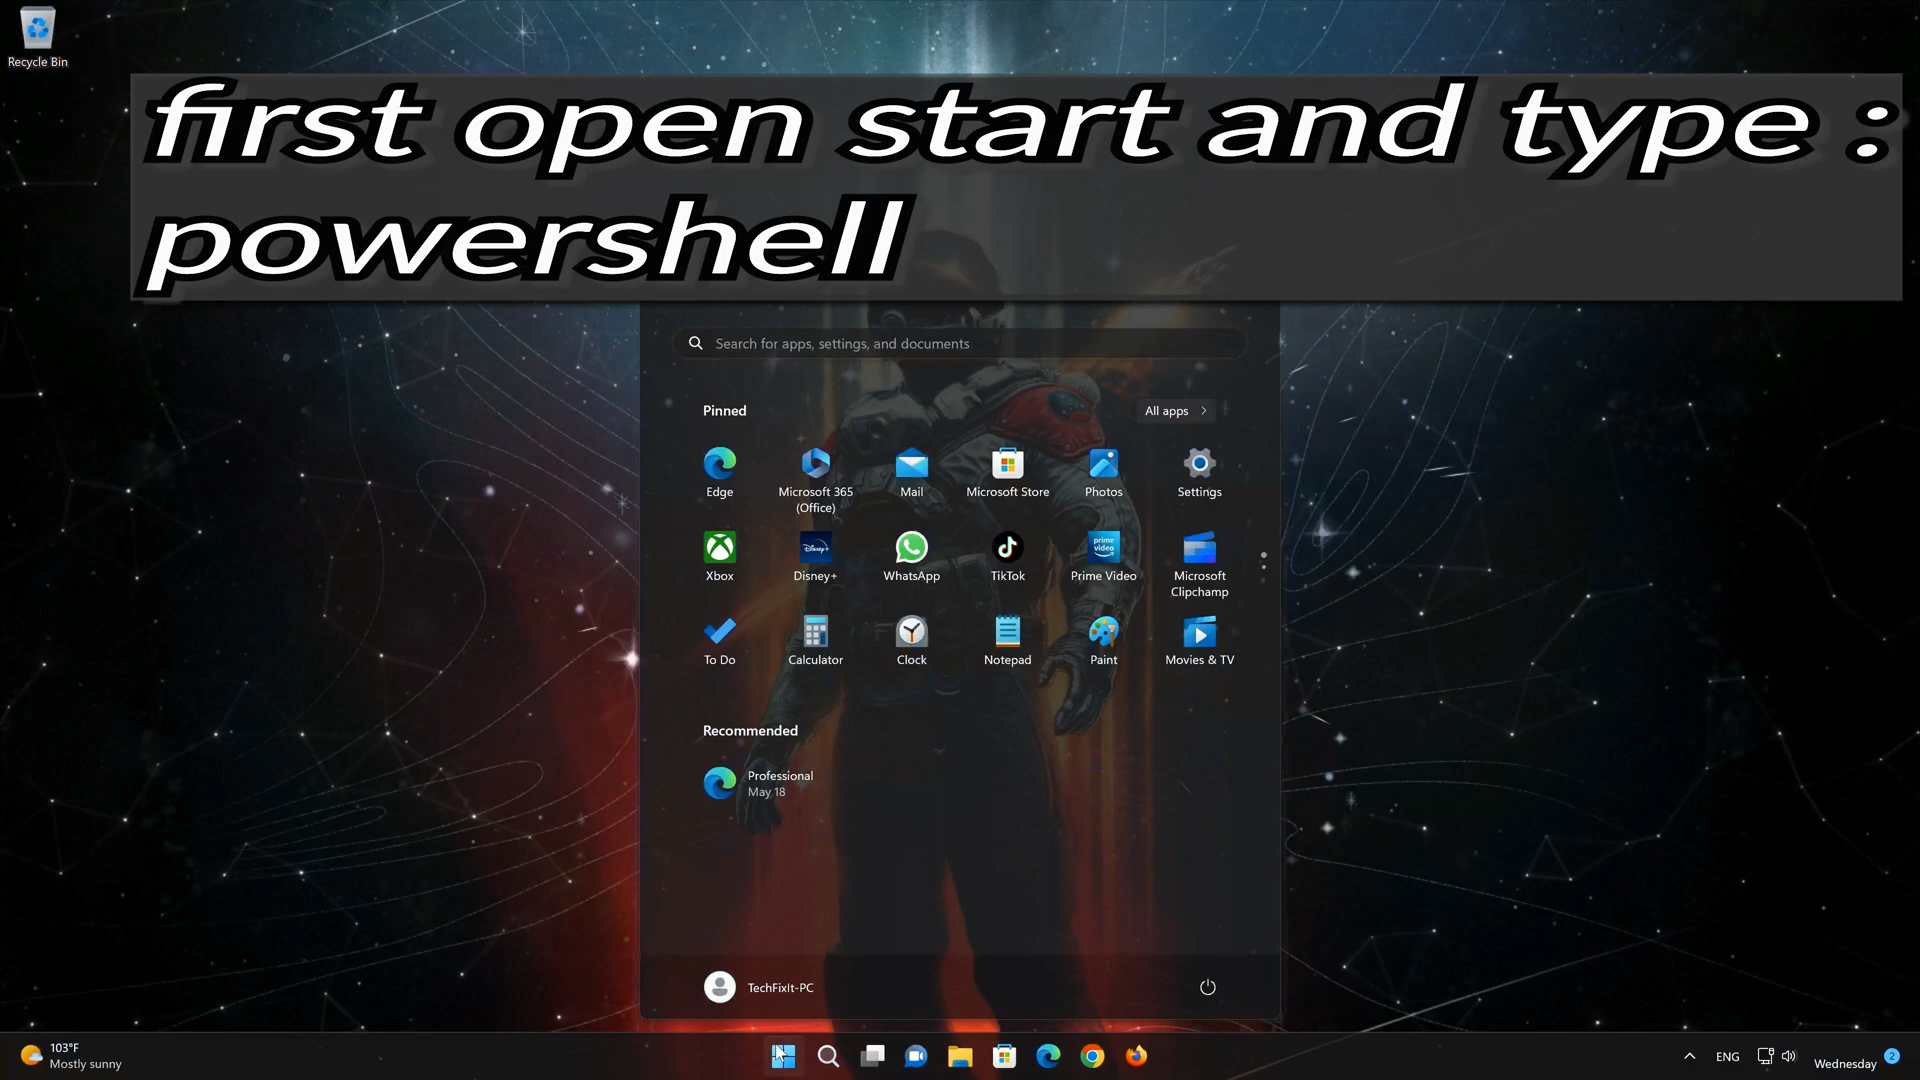 Recycle Bin
first open start and type :
powershell
Search for apps, settings, and documents
Pinned
All apps
Edge
Microsoft 365
(Office)
Mail
Microsoft Store
Photos
Settings
Xbox
Disney+
WhatsApp
TikTok
prime
video
Prime Video
Microsoft
Clipchamp
To Do
Calculator
Clock
Notepad
Paint
Movies & TV
Recommended
Professional
May 18
TechFixIt-PC
103°F
Mostly sunny
ENG
Wednesday
2